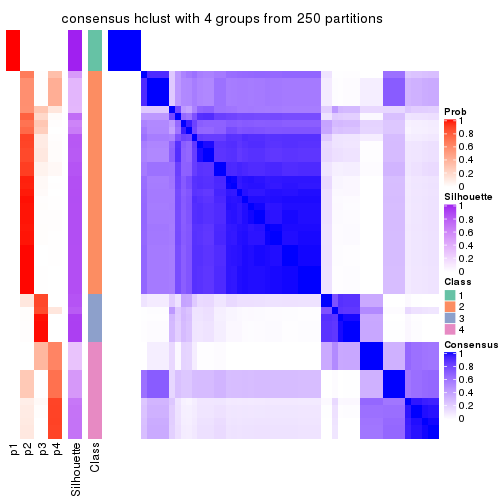 consensus hclust with 4 groups from 250 partitions
Prob
1
0.8
0.6
0.4
0.2
0
Silhouette
1
0.8
0.6
0.4
0.2
0
Class
1
2
3
4
Consensus
1
0.8
0.6
0.4
0.2
0
p1
p2
p3
p4
Silhouette
Class